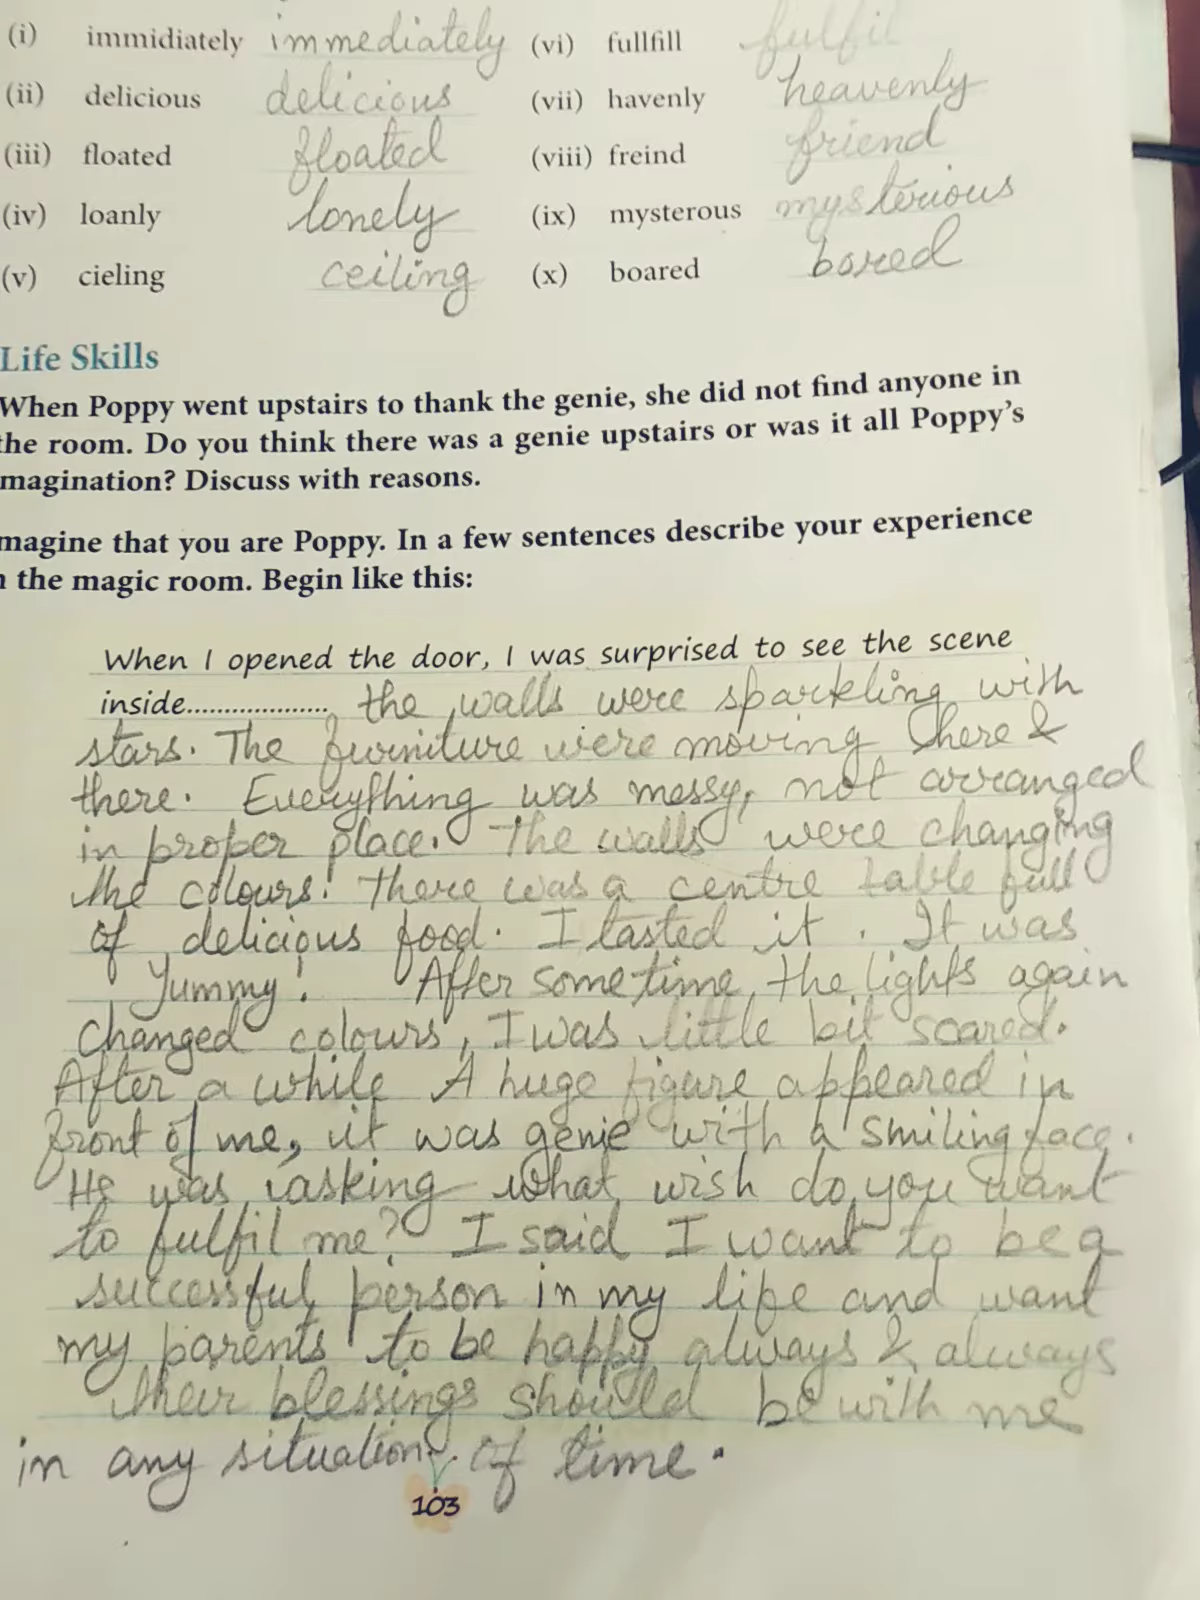 (i) immidiately immediately (vi) fullfill fulfil
(ii) delicious delicious (vii) havenly heavenly
(iii) floated floated (viii) freind friend
(iv) loanly lonely (ix) mysterous mysterious
(v) cieling ceiling (x) boared bored
Life Skills
When Poppy went upstairs to thank the genie, she did not find anyone in
the room. Do you think there was a genie upstairs or was it all Poppy's
magination? Discuss with reasons.
magine that you are Poppy. In a few sentences describe your experience
the magic room. Begin like this:
When I opened the door, I was surprised to see the scene
inside................... the walls were sparkling with
stars. The furniture were moving here &
there. Everything was messy, not arranged
in proper place. The walls were changing
the colours. There was a centre table full
of delicious food. I tasted it. It was
Yummy! After sometime, the lights again
changed colours, I was little bit scared.
After a while A huge figure appeared in
front of me, it was genie with a smiling face.
He was asking what wish do you want
to fulfil me? I said I want to be a
successful person in my life and want
my parents to be happy always & always
their blessings should be with me
in any situation. of time.
103